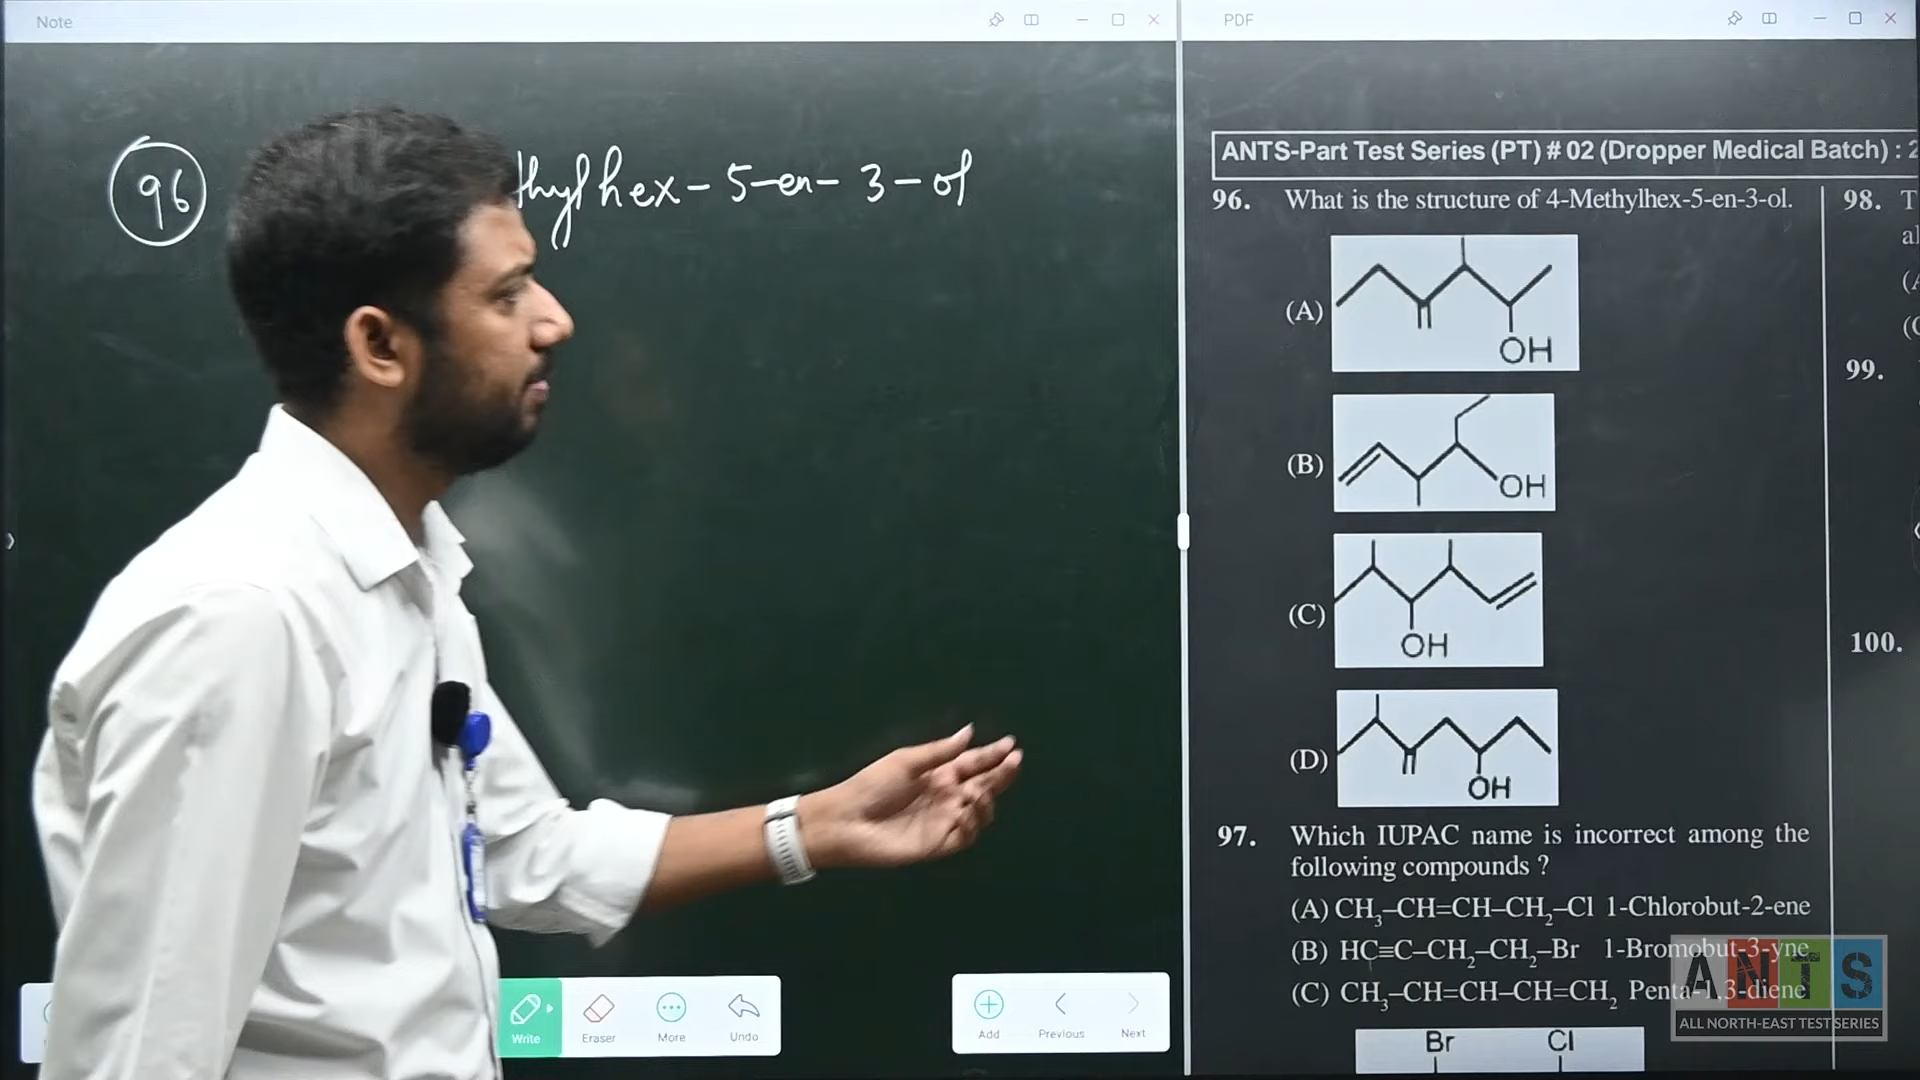 Note
PDF
96
thylhex-5-en-3-ol
ANTS-Part Test Series (PT) # 02 (Dropper Medical Batch) : 2
96. What is the structure of 4-Methylhex-5-en-3-ol.
(A)
OH
(B)
OH
(C)
OH
(D)
OH
97. Which IUPAC name is incorrect among the
following compounds ?
(A) CH₃–CH=CH–CH₂–Cl 1-Chlorobut-2-ene
(B) HC≡C–CH₂–CH₂–Br 1-Bromobut-3-yne
(C) CH₃–CH=CH–CH=CH₂ Penta-1,3-diene
Br Cl
98. T
al
99.
100.
Write
Eraser
More
Undo
Add
Previous
Next
ANTS
ALL NORTH-EAST TEST SERIES